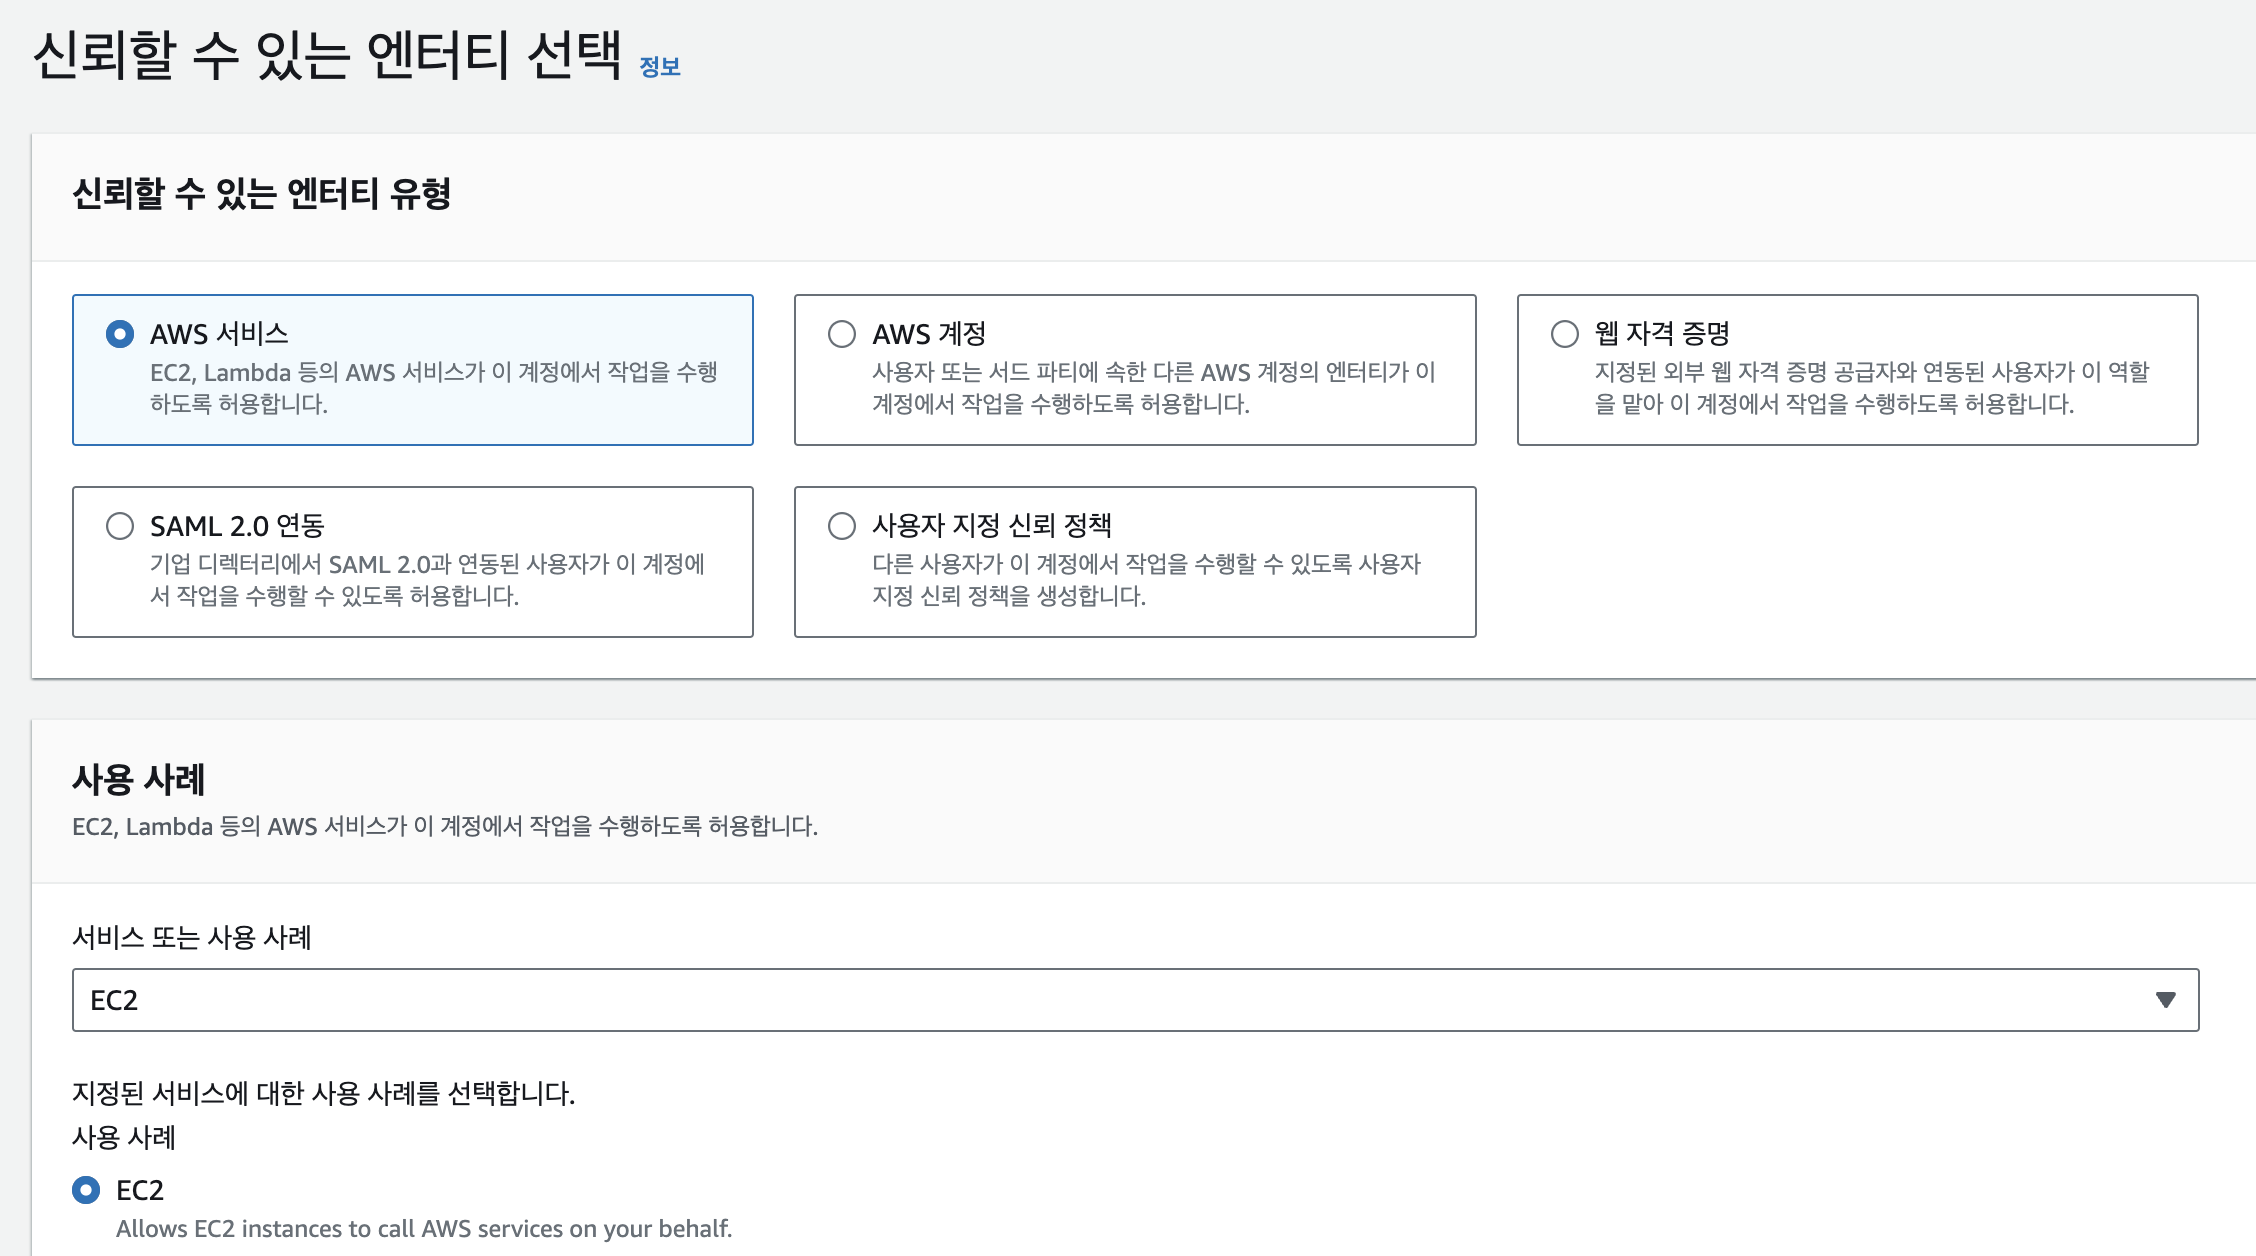 신뢰할 수 있는 엔터티 선택 정보
신뢰할 수 있는 엔터티 유형
AWS 서비스
EC2, Lambda 등의 AWS 서비스가 이 계정에서 작업을 수행
하도록 허용합니다.
AWS 계정
사용자 또는 서드 파티에 속한 다른 AWS 계정의 엔터티가 이
계정에서 작업을 수행하도록 허용합니다.
웹 자격 증명
지정된 외부 웹 자격 증명 공급자와 연동된 사용자가 이 역할
을 맡아 이 계정에서 작업을 수행하도록 허용합니다.
SAML 2.0 연동
기업 디렉터리에서 SAML 2.0과 연동된 사용자가 이 계정에
서 작업을 수행할 수 있도록 허용합니다.
사용자 지정 신뢰 정책
다른 사용자가 이 계정에서 작업을 수행할 수 있도록 사용자
지정 신뢰 정책을 생성합니다.
사용 사례
EC2, Lambda 등의 AWS 서비스가 이 계정에서 작업을 수행하도록 허용합니다.
서비스 또는 사용 사례
EC2
지정된 서비스에 대한 사용 사례를 선택합니다.
사용 사례
EC2
Allows EC2 instances to call AWS services on your behalf.